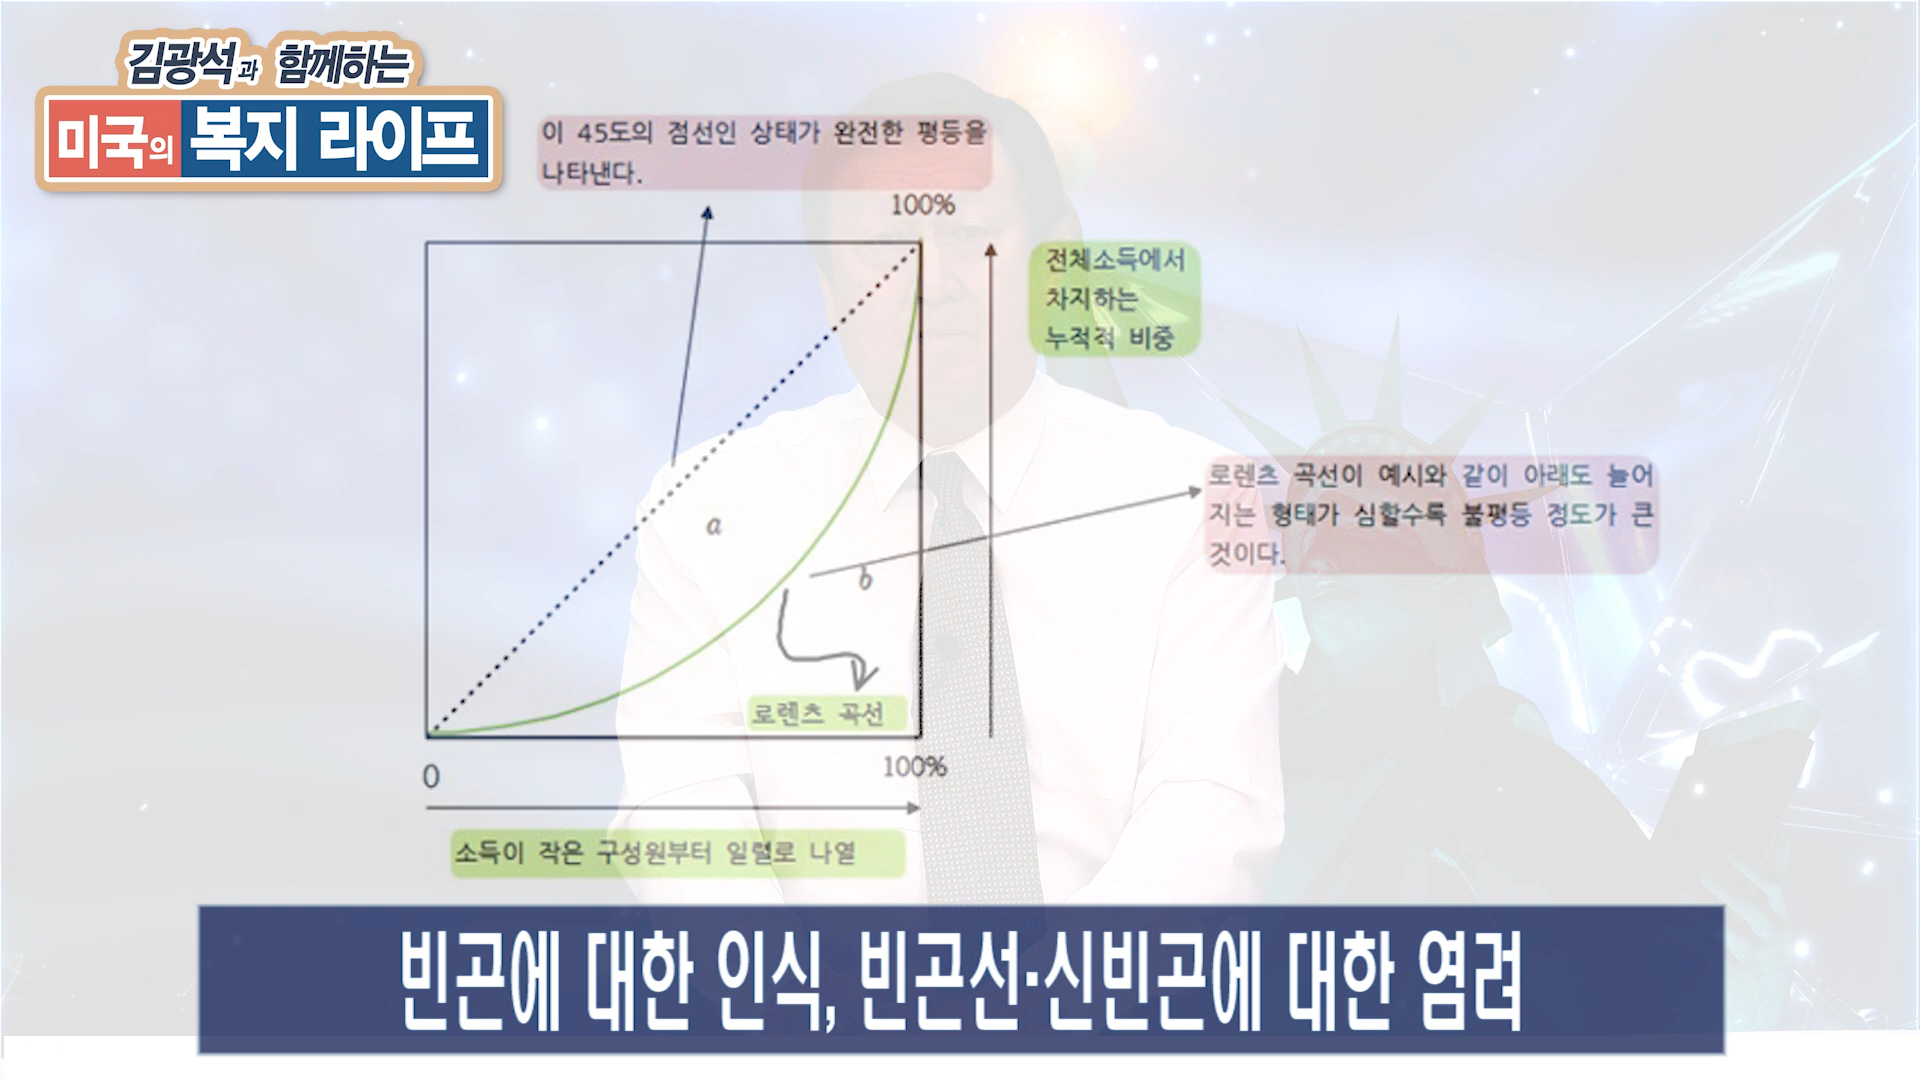 김광석과 함께하는
미국의 복지 라이프
이 45도의 점선인 상태가 완전한 평등을
나타낸다.
100%
전체소득에서
차지하는
누적적 비중
로렌츠 곡선이 예시와 같이 아래도 늘어
지는 형태가 심할수록 불평등 정도가 큰
것이다.
a
b
로렌츠 곡선
0
100%
소득이 작은 구성원부터 일렬로 나열
빈곤에 대한 인식, 빈곤선·신빈곤에 대한 염려